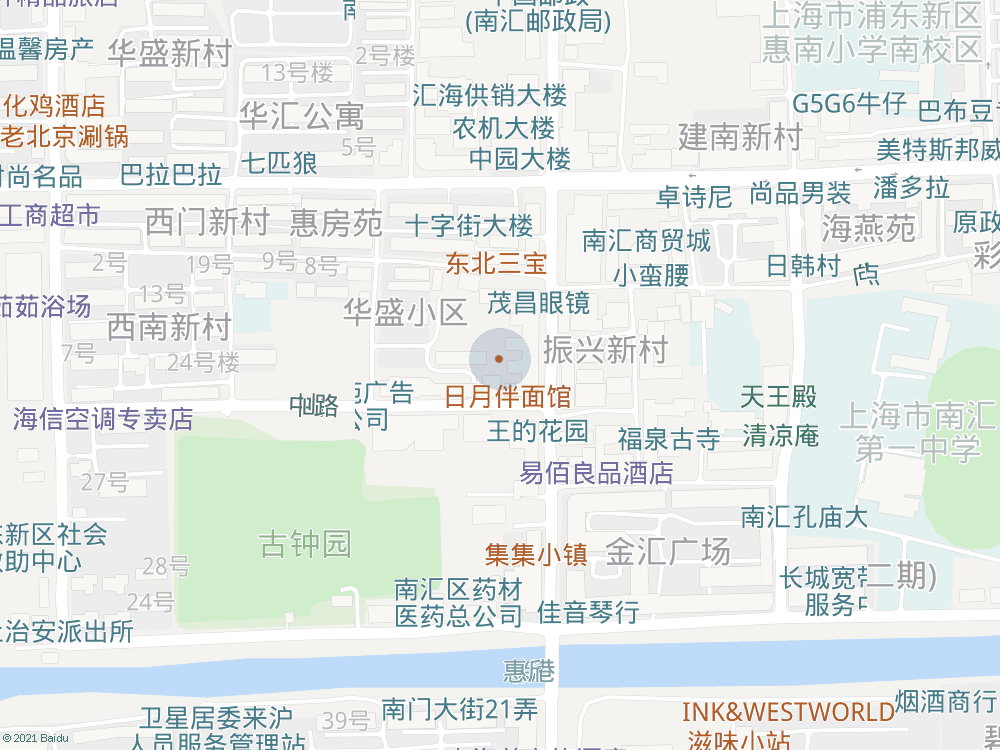 精品旅店
(南汇邮政局)
上海市浦东新区
惠南小学南校区
温馨房产
华盛新村
2号楼
13号楼
汇海供销大楼
化鸡酒店
华汇公寓
G5G6牛仔
老北京涮锅
农机大楼
建南新村
5号
中园大楼
七匹狼
美特斯邦威
尚名品
巴拉巴拉
卓诗尼
尚品男装
潘多拉
工商超市
西门新村
惠房苑
十字街大楼
南汇商贸城
海燕苑
原政
彩
2号
19号
9号
8号
东北三宝
小蛮腰
日韩村
13号
茹茹浴场
华盛小区
茂昌眼镜
西南新村
7号
24号楼
振兴新村
广告
公司
日月伴面馆
天王殿
海信空调专卖店
中路
王的花园
福泉古寺
清凉庵
上海市南汇
第一中学
易佰良品酒店
27号
南汇孔庙大
东新区社会
救助中心
古钟园
集集小镇
金汇广场
28号
24号
南汇区药材
医药总公司
佳音琴行
长城宽带
服务中
二期)
治安派出所
惠
港
卫星居委来沪
人员服务管理站
39号
南门大街21弄
INK&WESTWORLD
滋味小站
烟酒商行
© 2021 Baidu